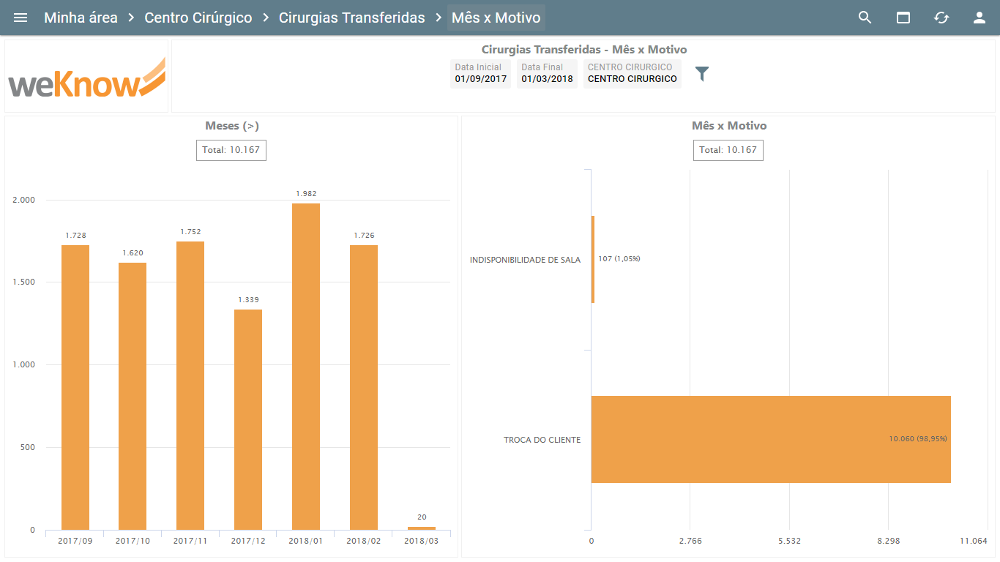 Minha área > Centro Cirúrgico > Cirurgias Transferidas > Mês x Motivo
weKnow
Cirurgias Transferidas - Mês x Motivo
Data Inicial
01/09/2017
Data Final
01/03/2018
CENTRO CIRURGICO
CENTRO CIRURGICO
Meses (>)
Total: 10.167
2.000
1.500
1.000
500
0
1.728
1.620
1.752
1.339
1.982
1.726
20
2017/09
2017/10
2017/11
2017/12
2018/01
2018/02
2018/03
Mês x Motivo
Total: 10.167
INDISPONIBILIDADE DE SALA
107 (1,05%)
TROCA DO CLIENTE
10.060 (98,95%)
0
2.766
5.532
8.298
11.064